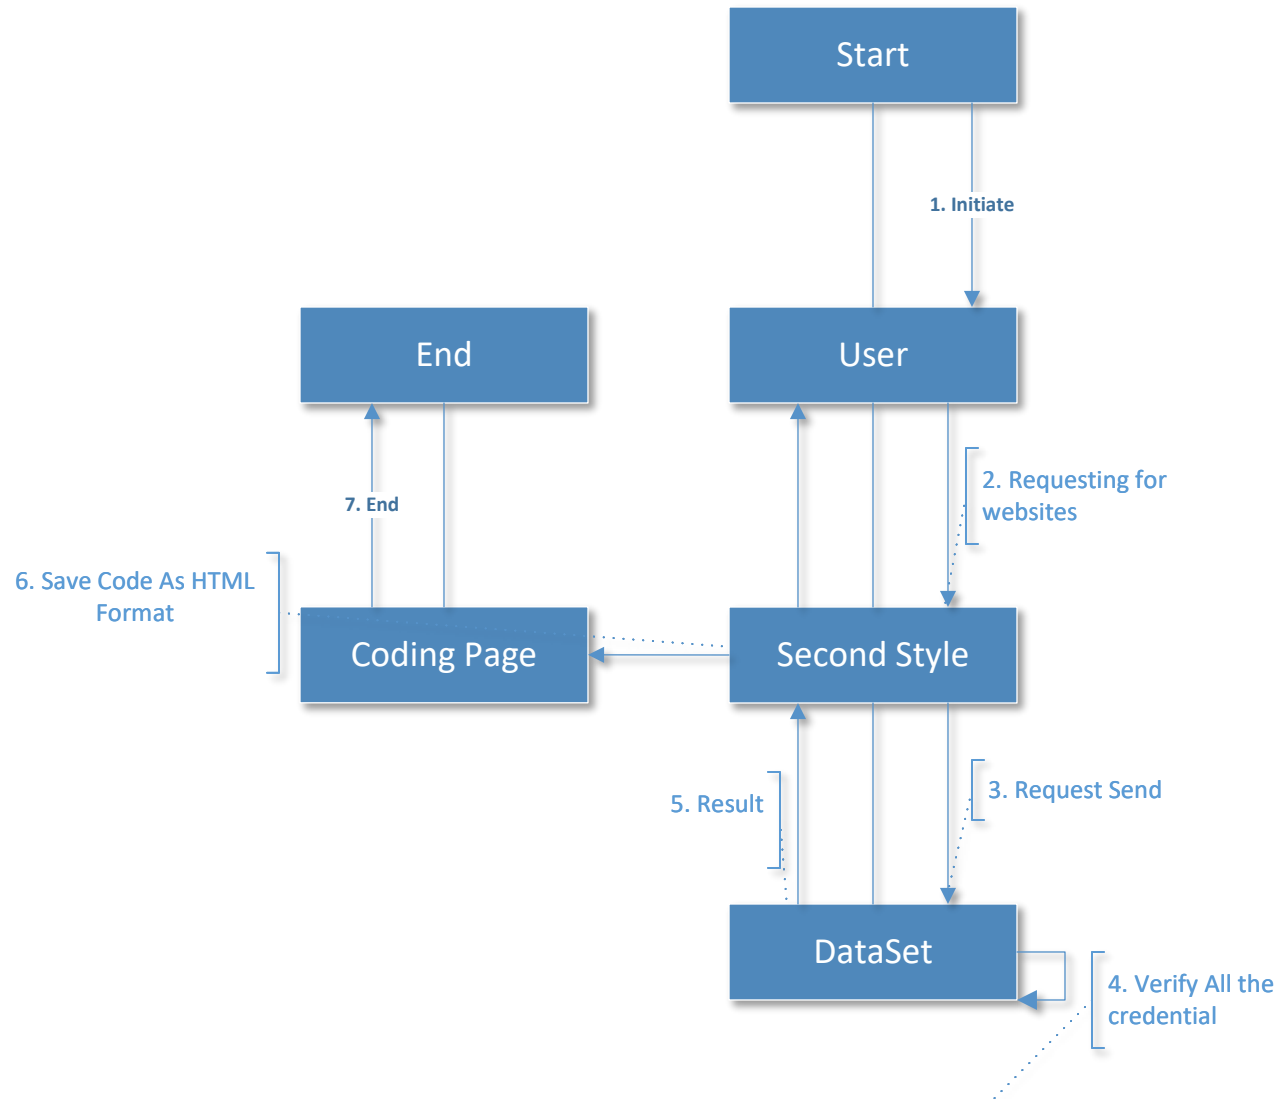 Start
1. Initiate
End
User
2. Requesting for
websites
7. End
6. Save Code As HTML
Format
Coding Page
Second Style
5. Result
3. Request Send
DataSet
4. Verify All the
credential